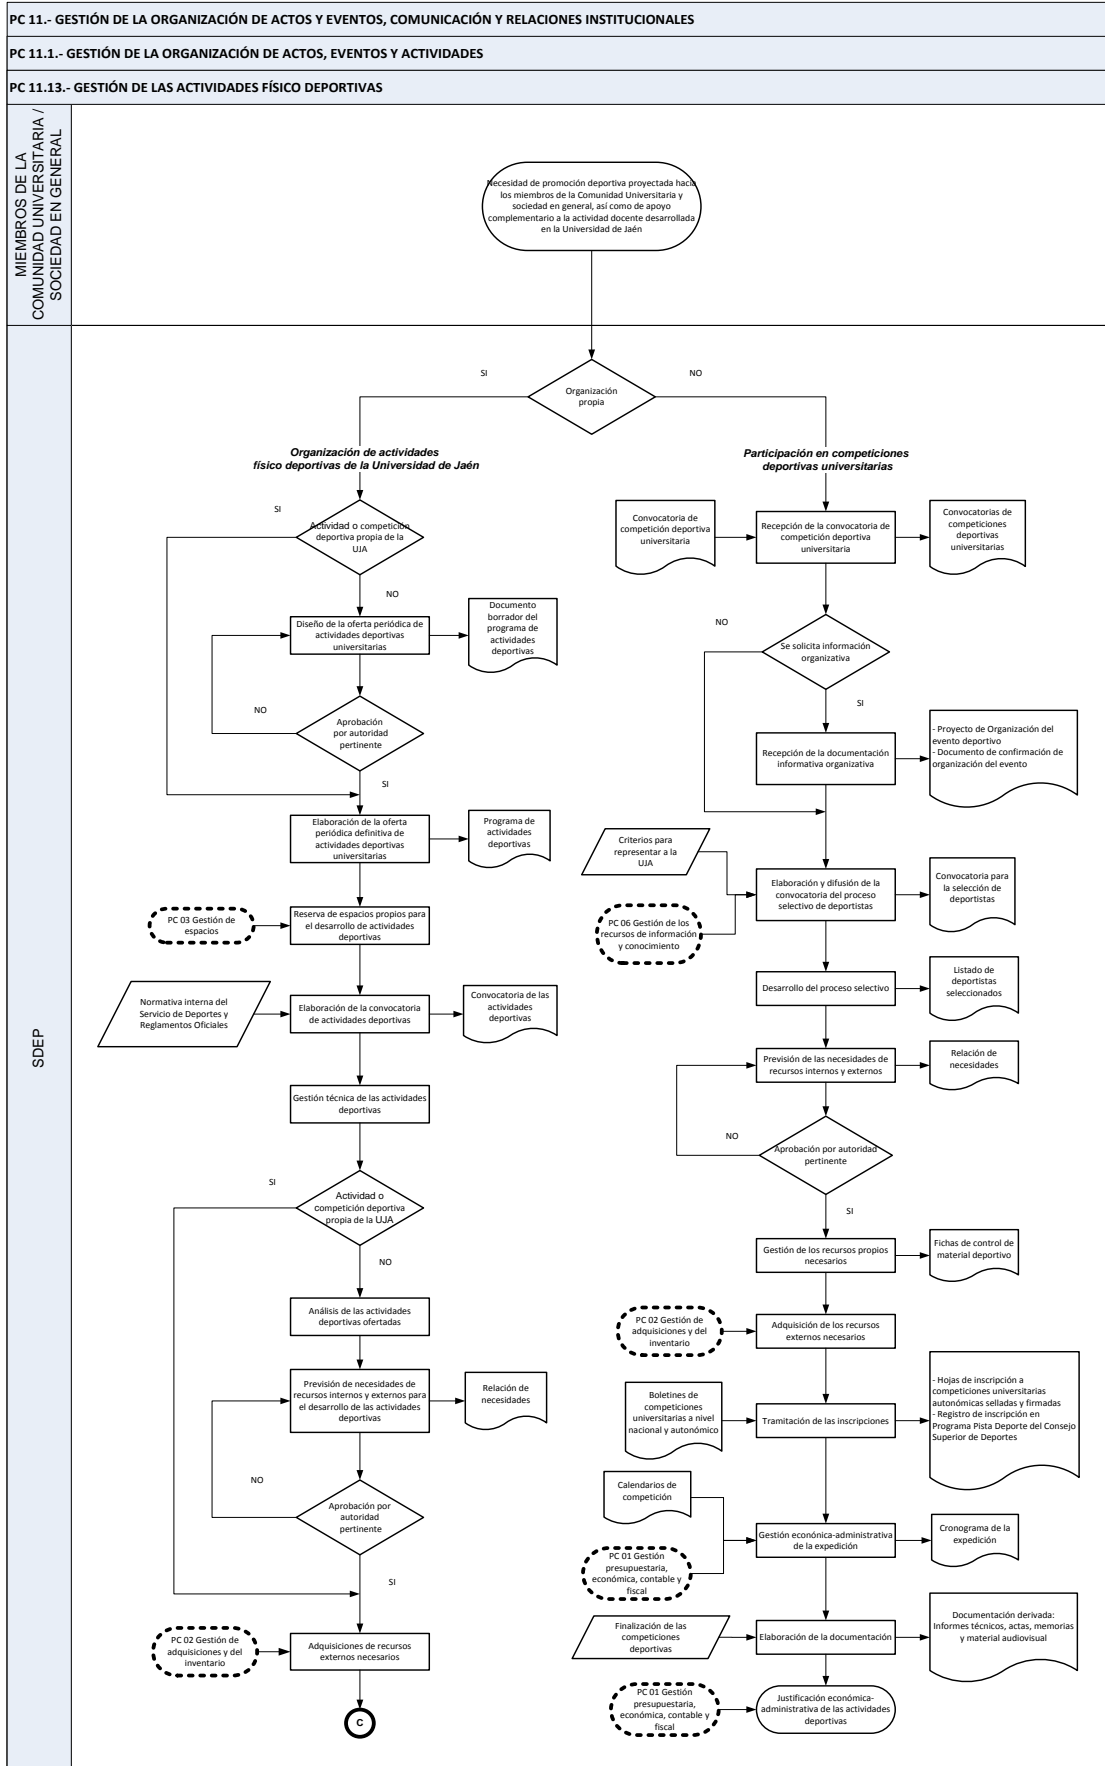 PC 11.- GESTIÓN DE LA ORGANIZACIÓN DE ACTOS Y EVENTOS, COMUNICACIÓN Y RELACIONES INSTITUCIONALES
PC 11.1.- GESTIÓN DE LA ORGANIZACIÓN DE ACTOS, EVENTOS Y ACTIVIDADES
PC 11.13.- GESTIÓN DE LAS ACTIVIDADES FÍSICO DEPORTIVAS
MIEMBROS DE LA
COMUNIDAD UNIVERSITARIA /
SOCIEDAD EN GENERAL
Necesidad de promoción deportiva proyectada hacia
los miembros de la Comunidad Universitaria y
sociedad en general, así como de apoyo
complementario a la actividad docente desarrollada
en la Universidad de Jaén
SDEP
Organización
propia
SI
NO
Organización de actividades
físico deportivas de la Universidad de Jaén
Actividad o competición
deportiva propia de la
UJA
SI
NO
Diseño de la oferta periódica de
actividades deportivas
universitarias
Documento
borrador del
programa de
actividades
deportivas
Aprobación
por autoridad
pertinente
NO
SI
Elaboración de la oferta
periódica definitiva de
actividades deportivas
universitarias
Programa de
actividades
deportivas
PC 03 Gestión de
espacios
Reserva de espacios propios para
el desarrollo de actividades
deportivas
Normativa interna del
Servicio de Deportes y
Reglamentos Oficiales
Elaboración de la convocatoria
de actividades deportivas
Convocatoria de las
actividades
deportivas
Gestión técnica de las actividades
deportivas
Actividad o
competición deportiva
propia de la UJA
SI
NO
Análisis de las actividades
deportivas ofertadas
Previsión de necesidades de
recursos internos y externos para
el desarrollo de las actividades
deportivas
Relación de
necesidades
Aprobación por
autoridad
pertinente
NO
SI
PC 02 Gestión de
adquisiciones y del
inventario
Adquisiciones de recursos
externos necesarios
C
Participación en competiciones
deportivas universitarias
Convocatoria de
competición deportiva
universitaria
Recepción de la convocatoria de
competición deportiva
universitaria
Convocatorias de
competiciones
deportivas
universitarias
Se solicita información
organizativa
NO
SI
Recepción de la documentación
informativa organizativa
- Proyecto de Organización del
evento deportivo
- Documento de confirmación de
organización del evento
Criterios para
representar a la
UJA
PC 06 Gestión de los
recursos de información
y conocimiento
Elaboración y difusión de la
convocatoria del proceso
selectivo de deportistas
Convocatoria para
la selección de
deportistas
Desarrollo del proceso selectivo
Listado de
deportistas
seleccionados
Previsión de las necesidades de
recursos internos y externos
Relación de
necesidades
Aprobación por autoridad
pertinente
NO
SI
Gestión de los recursos propios
necesarios
Fichas de control de
material deportivo
PC 02 Gestión de
adquisiciones y del
inventario
Adquisición de los recursos
externos necesarios
Boletines de
competiciones
universitarias a nivel
nacional y autonómico
Tramitación de las inscripciones
- Hojas de inscripción a
competiciones universitarias
autonómicas selladas y firmadas
- Registro de inscripción en
Programa Pista Deporte del Consejo
Superior de Deportes
Calendarios de
competición
PC 01 Gestión
presupuestaria,
económica, contable y
fiscal
Gestión económica-administrativa
de la expedición
Cronograma de la
expedición
Finalización de las
competiciones
deportivas
Elaboración de la documentación
Documentación derivada:
Informes técnicos, actas, memorias
y material audiovisual
PC 01 Gestión
presupuestaria,
económica, contable y
fiscal
Justificación económica-
administrativa de las actividades
deportivas